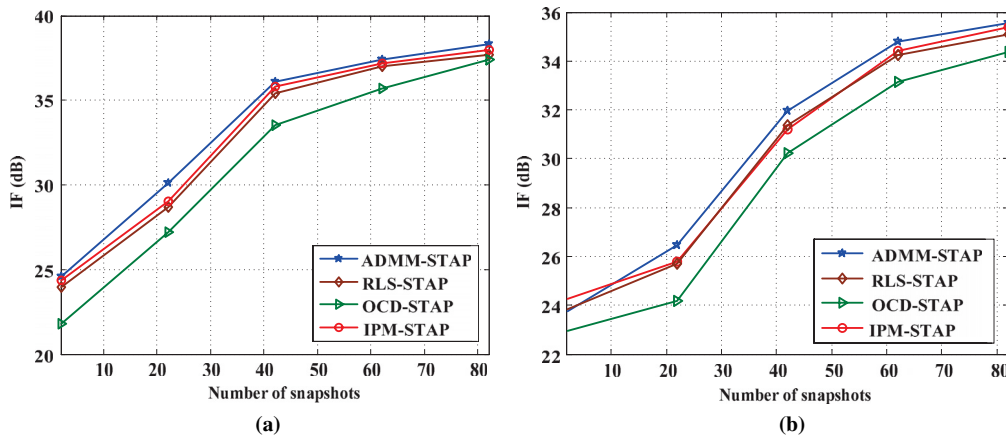 40
35
30
25
20
IF (dB)
10 20 30 40 50 60 70 80
Number of snapshots
ADMM-STAP
RLS-STAP
OCD-STAP
IPM-STAP
(a)
36
34
32
30
28
26
24
22
IF (dB)
10 20 30 40 50 60 70 80
Number of snapshots
ADMM-STAP
RLS-STAP
OCD-STAP
IPM-STAP
(b)